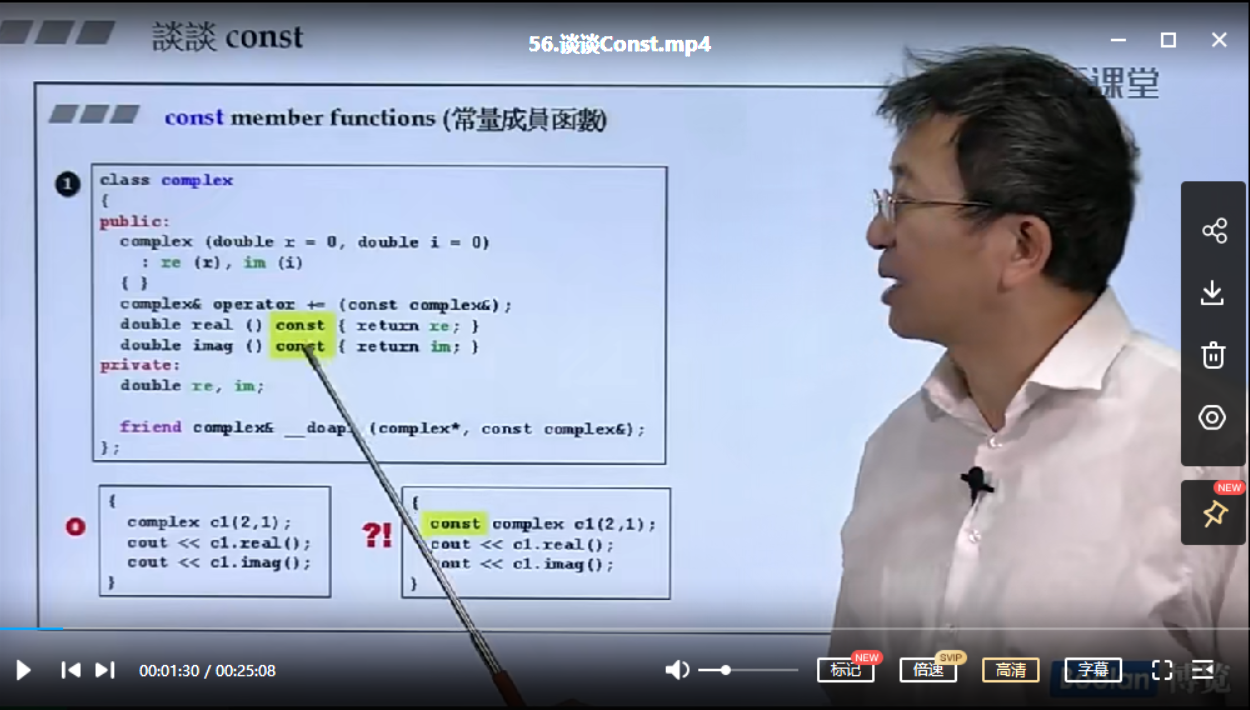 談談 const
56.谈谈Const.mp4
课堂
const member functions (常量成員函數)
1
class complex
{
public:
complex (double r = 0, double i = 0)
: re (r), im (i)
{ }
complex& operator += (const complex&);
double real () const { return re; }
double imag () const { return im; }
private:
double re, im;
friend complex& __doapl (complex*, const complex&);
};
{
complex c1(2,1);
cout << c1.real();
cout << c1.imag();
}
?!
{
const complex c1(2,1);
cout << c1.real();
cout << c1.imag();
}
NEW
00:01:30 / 00:25:08
标记
NEW
倍速
SVIP
高清
字幕
Boolan 博览